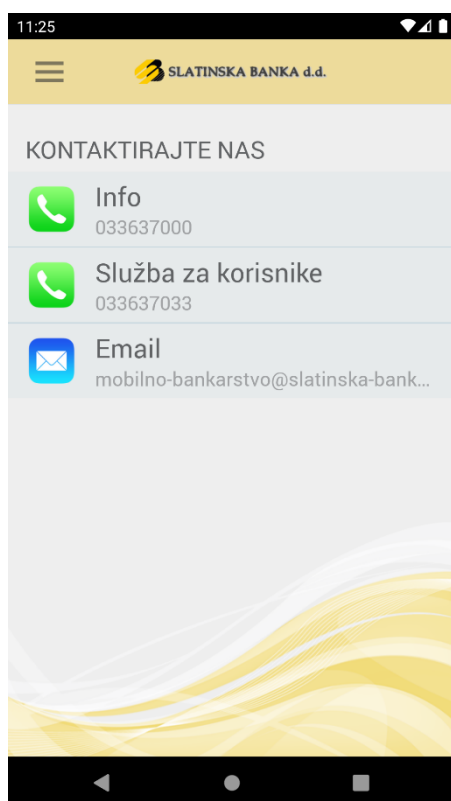 11:25
SLATINSKA BANKA d.d.
KONTAKTIRAJTE NAS
Info
033637000
Služba za korisnike
033637033
Email
mobilno-bankarstvo@slatinska-bank...